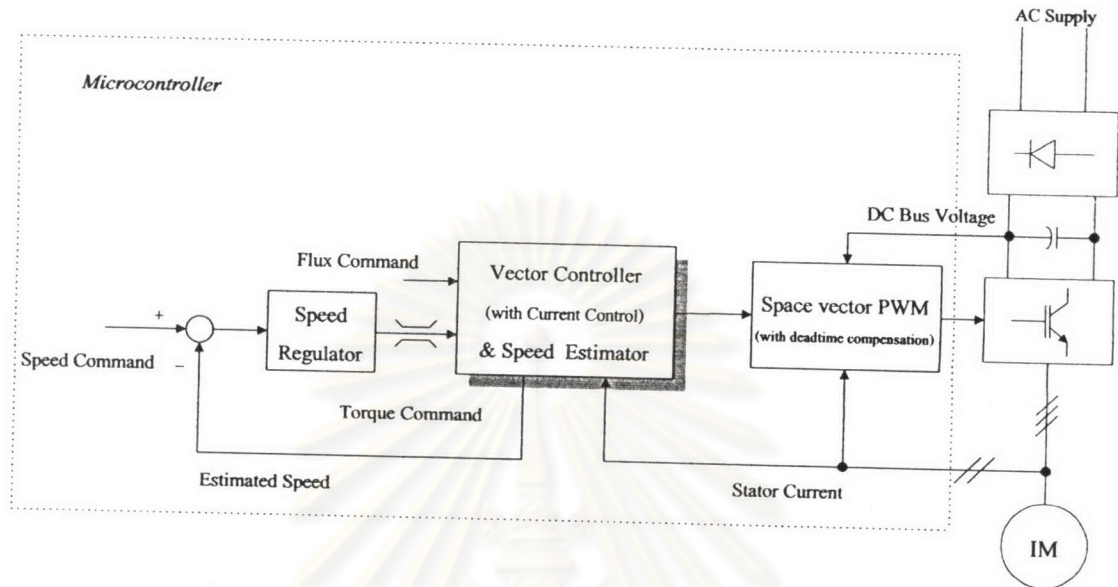 AC Supply
Microcontroller
DC Bus Voltage
Flux Command
Vector Controller
(with Current Control)
& Speed Estimator
Space vector PWM
(with deadtime compensation)
Speed
Regulator
+
−
Speed Command
Torque Command
Estimated Speed
Stator Current
IM